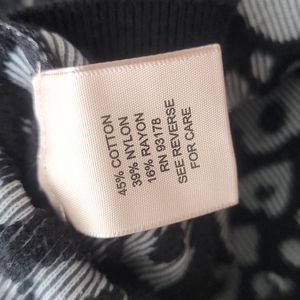 45% COTTON
39% NYLON
16% RAYON
RN 93178
SEE REVERSE
FOR CARE